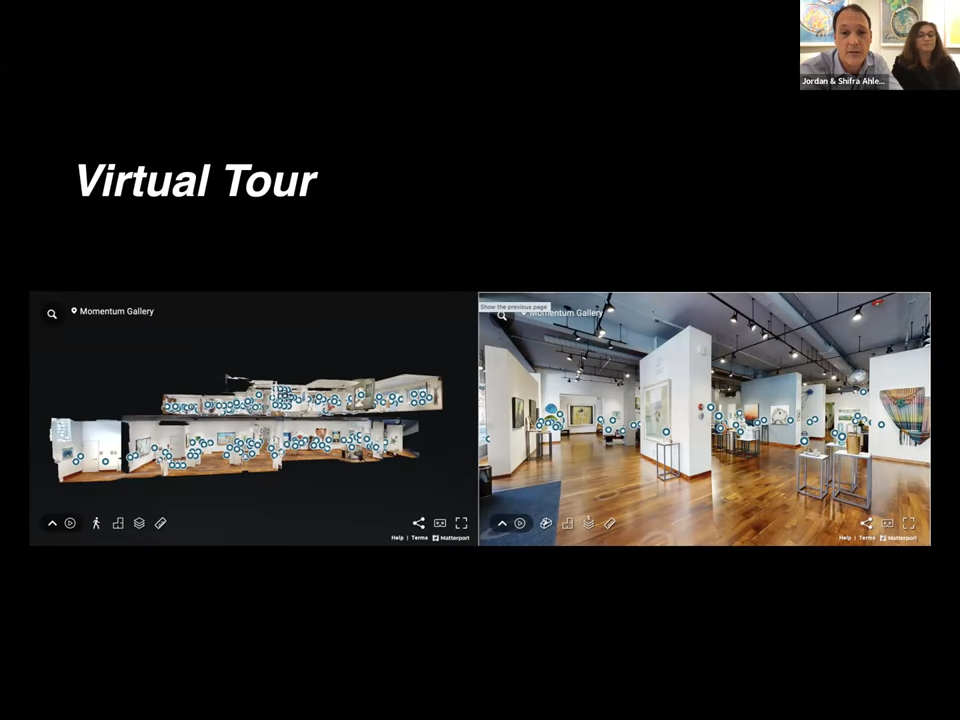 Jordan & Shifra Ahle...
Virtual Tour
Momentum Gallery
Help | Terms Matterport
Show the previous page
Momentum Gallery
Help | Terms Matterport